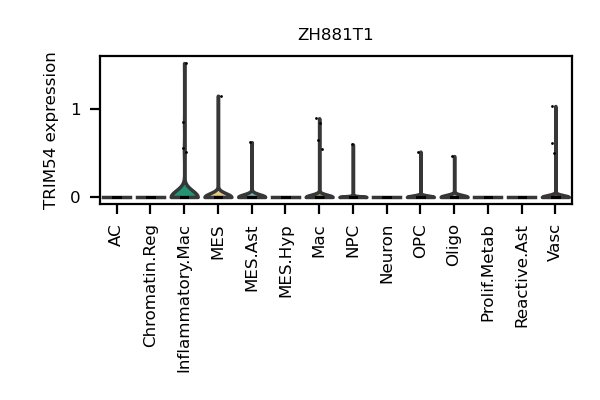 ZH881T1
TRIM54 expression
1
0
AC
Chromatin.Reg
Inflammatory.Mac
MES
MES.Ast
MES.Hyp
Mac
NPC
Neuron
OPC
Oligo
Prolif.Metab
Reactive.Ast
Vasc